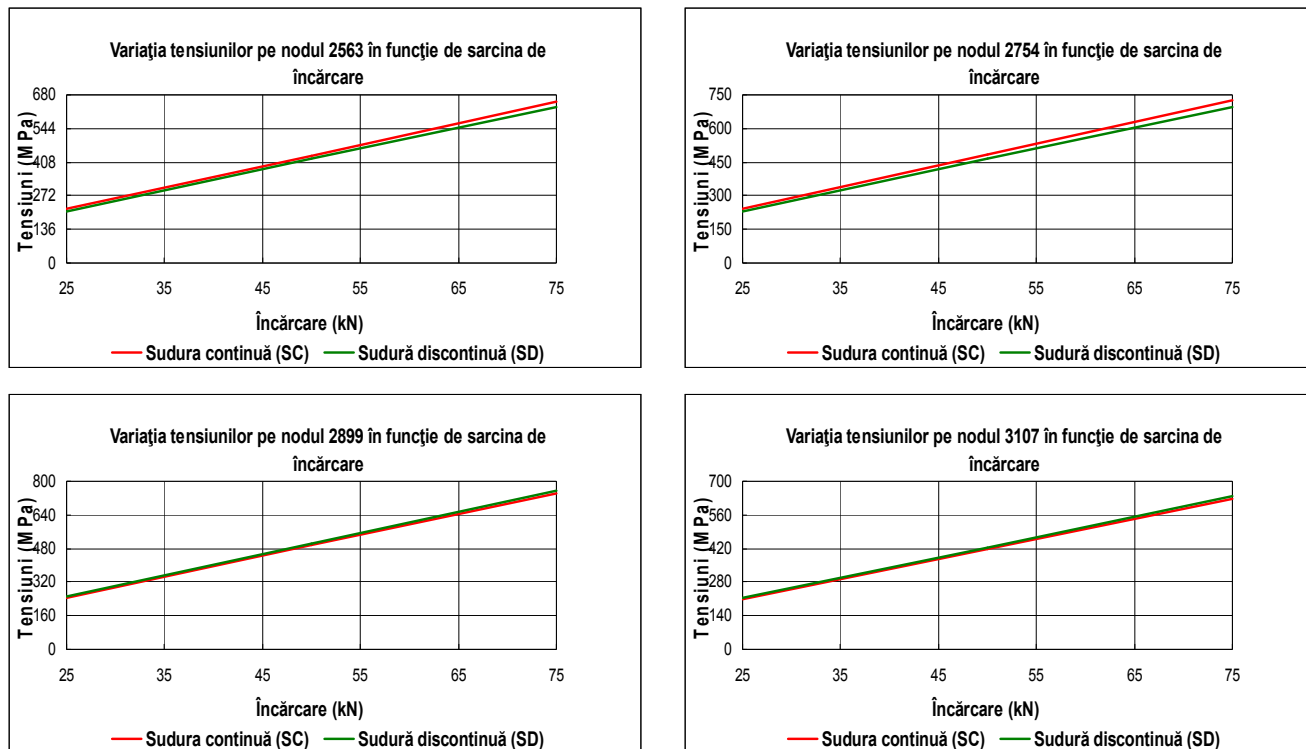 Variaţia tensiunilor pe nodul 2563 în funcţie de sarcina de
încărcare
680
544
408
272
136
0
Tensiuni (MPa)
25 35 45 55 65 75
Încărcare (kN)
Sudura continuă (SC) Sudură discontinuă (SD)
Variaţia tensiunilor pe nodul 2754 în funcţie de sarcina de
încărcare
750
600
450
300
150
0
Tensiuni (MPa)
25 35 45 55 65 75
Încărcare (kN)
Sudura continuă (SC) Sudură discontinuă (SD)
Variaţia tensiunilor pe nodul 2899 în funcţie de sarcina de
încărcare
800
640
480
320
160
0
Tensiuni (MPa)
25 35 45 55 65 75
Încărcare (kN)
Sudura continuă (SC) Sudură discontinuă (SD)
Variaţia tensiunilor pe nodul 3107 în funcţie de sarcina de
încărcare
700
560
420
280
140
0
Tensiuni (MPa)
25 35 45 55 65 75
Încărcare (kN)
Sudura continuă (SC) Sudură discontinuă (SD)